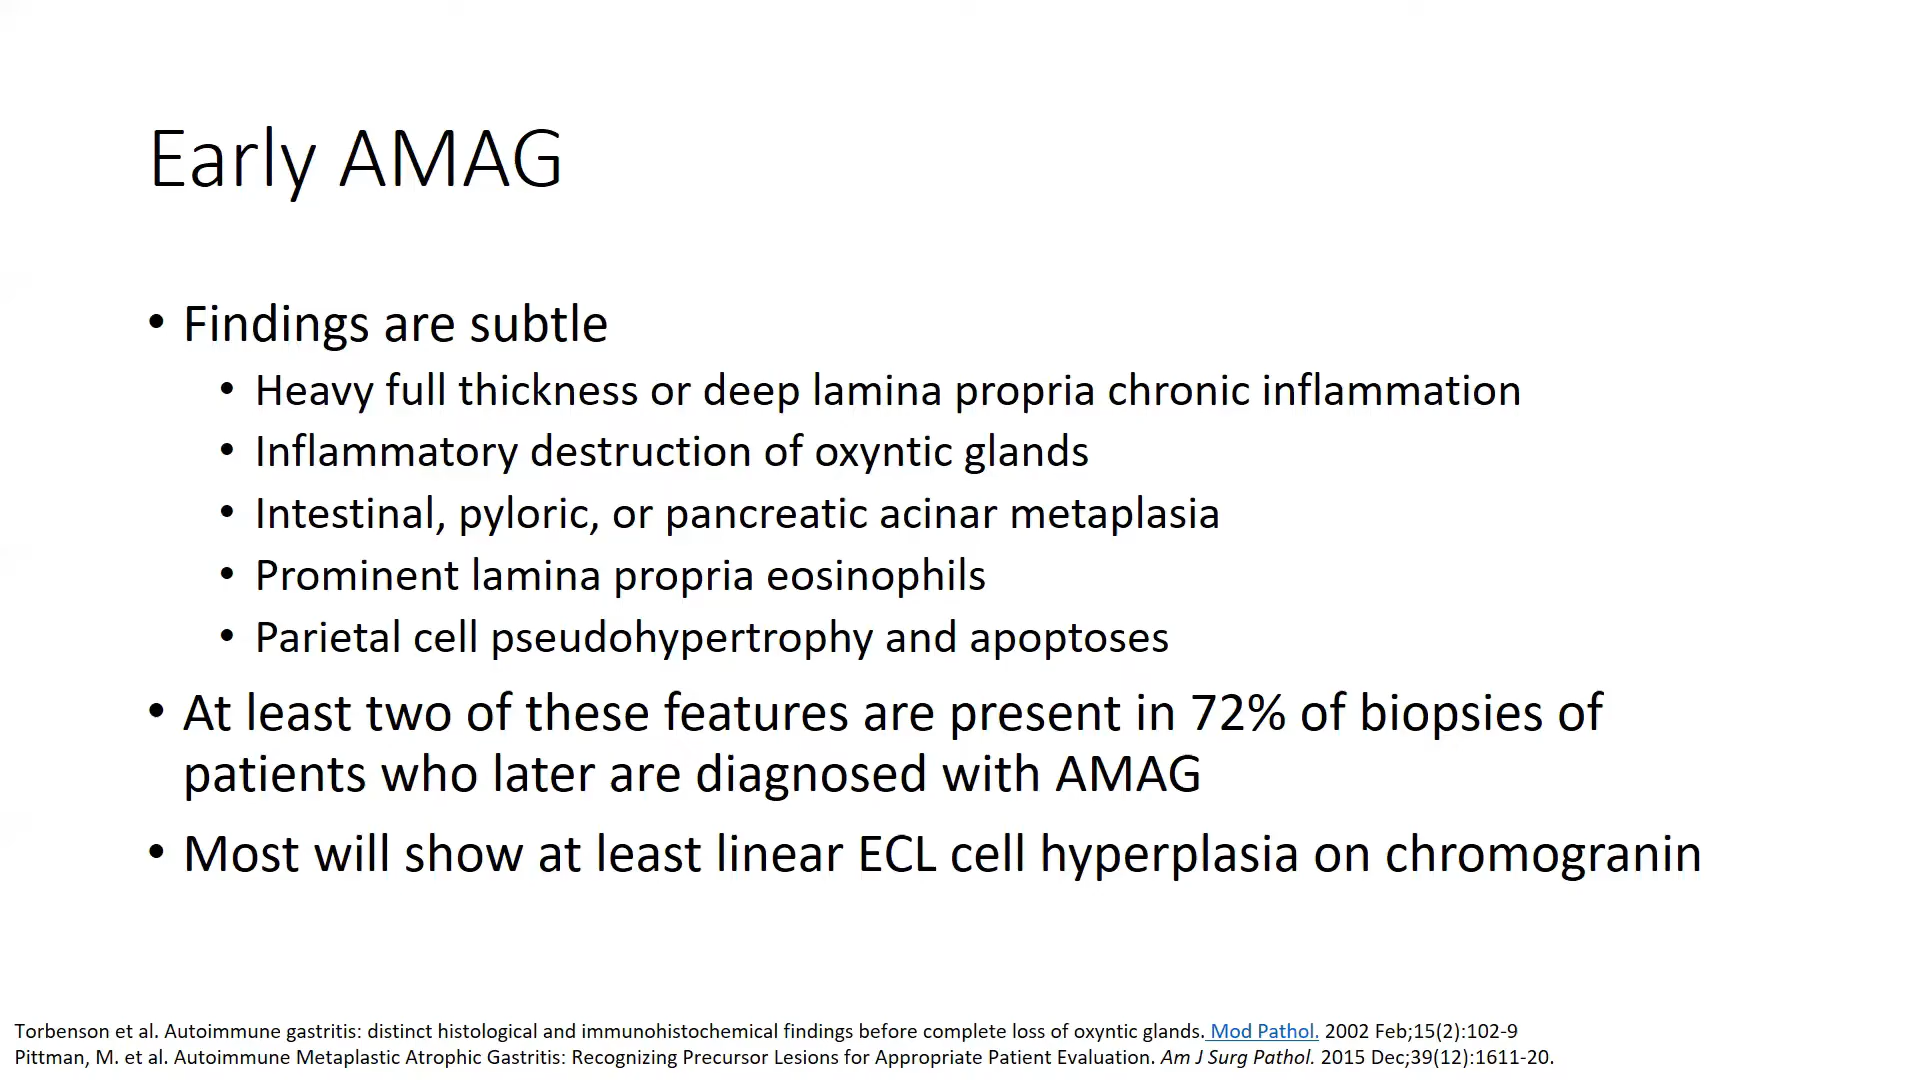 Early AMAG
• Findings are subtle
• Heavy full thickness or deep lamina propria chronic inflammation
• Inflammatory destruction of oxyntic glands
• Intestinal, pyloric, or pancreatic acinar metaplasia
• Prominent lamina propria eosinophils
• Parietal cell pseudohypertrophy and apoptoses
• At least two of these features are present in 72% of biopsies of
patients who later are diagnosed with AMAG
• Most will show at least linear ECL cell hyperplasia on chromogranin
Torbenson et al. Autoimmune gastritis: distinct histological and immunohistochemical findings before complete loss of oxyntic glands. Mod Pathol. 2002 Feb;15(2):102-9
Pittman, M. et al. Autoimmune Metaplastic Atrophic Gastritis: Recognizing Precursor Lesions for Appropriate Patient Evaluation. Am J Surg Pathol. 2015 Dec;39(12):1611-20.